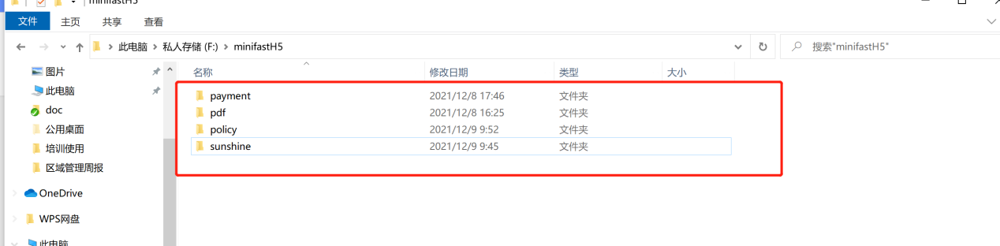 minifastH5
文件 主页 共享 查看
此电脑 私人存储 (F:) minifastH5 搜索"minifastH5"
图片
此电脑
doc
公用桌面
培训使用
区域管理周报
OneDrive
WPS网盘
此电脑
名称 修改日期 类型 大小
payment 2021/12/8 17:46 文件夹
pdf 2021/12/8 16:25 文件夹
policy 2021/12/9 9:52 文件夹
sunshine 2021/12/9 9:45 文件夹